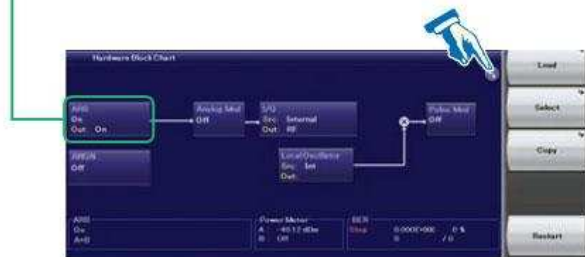 Hardware Block Chart
Load
Select
Copy
Restart
ARB
On
Out: On
Analog Mod
Off
I/Q
Src: Internal
Out: RF
Pulse Mod
Off
AWGN
Off
Local Oscillator
Src: Int
Out:
ARB
On
A+B
Power Meter
A -40.12 dBm
B Off
BER
Stop 0.000E+000 0 %
0 / 0